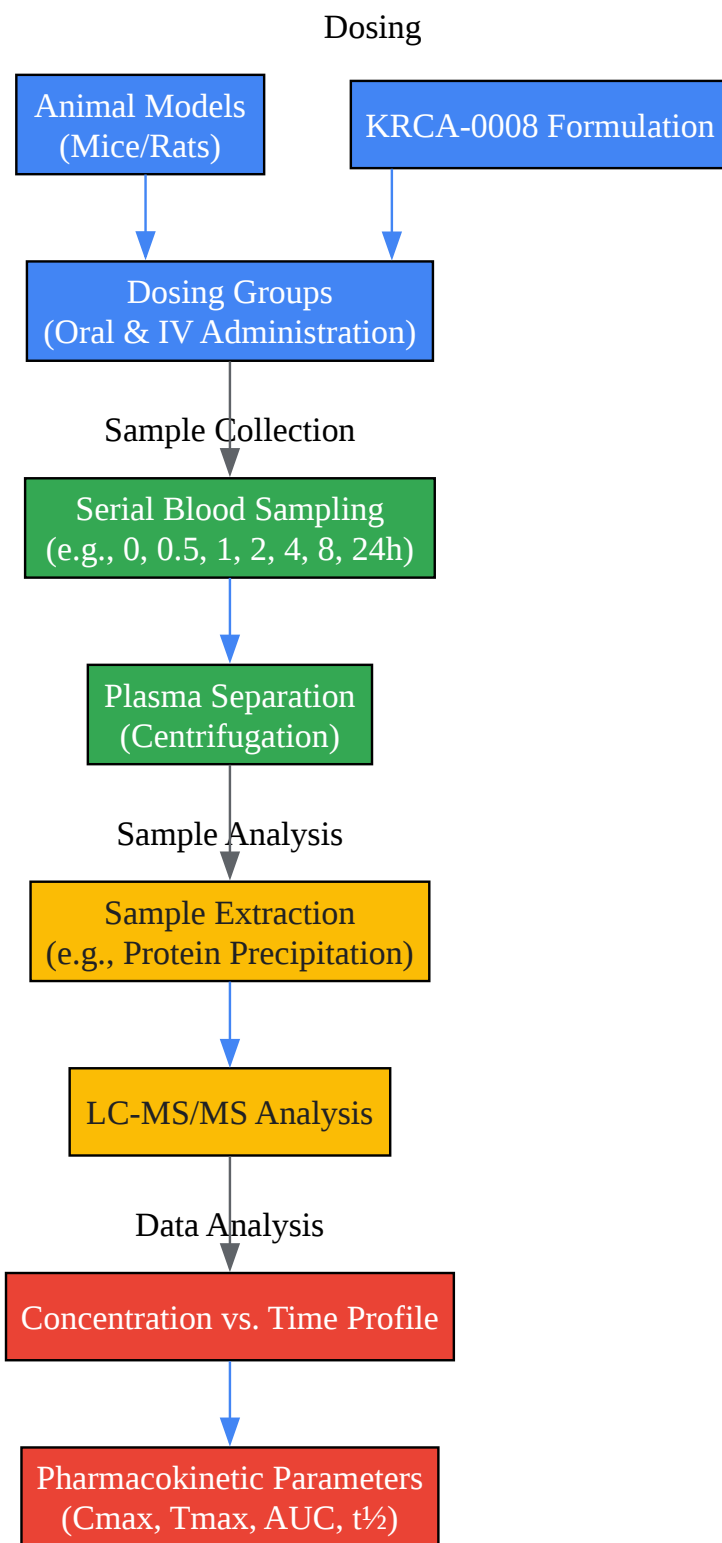 Dosing
Animal Models
(Mice/Rats)
KRCA-0008 Formulation
Dosing Groups
(Oral & IV Administration)
Sample Collection
Serial Blood Sampling
(e.g., 0, 0.5, 1, 2, 4, 8, 24h)
Plasma Separation
(Centrifugation)
Sample Analysis
Sample Extraction
(e.g., Protein Precipitation)
LC-MS/MS Analysis
Data Analysis
Concentration vs. Time Profile
Pharmacokinetic Parameters
(Cmax, Tmax, AUC, t½)